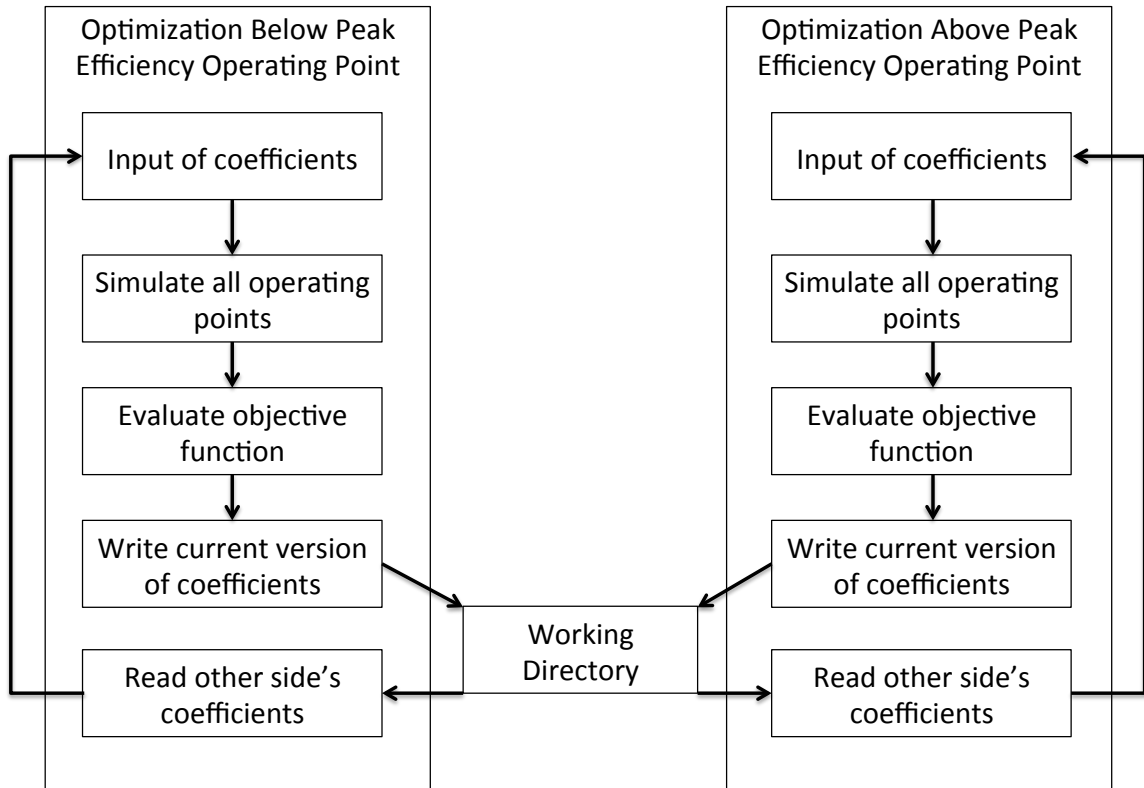 Optimization Below Peak
Efficiency Operating Point
Input of coefficients
Simulate all operating
points
Evaluate objective
function
Write current version
of coefficients
Read other side’s
coefficients
Working
Directory
Optimization Above Peak
Efficiency Operating Point
Input of coefficients
Simulate all operating
points
Evaluate objective
function
Write current version
of coefficients
Read other side’s
coefficients